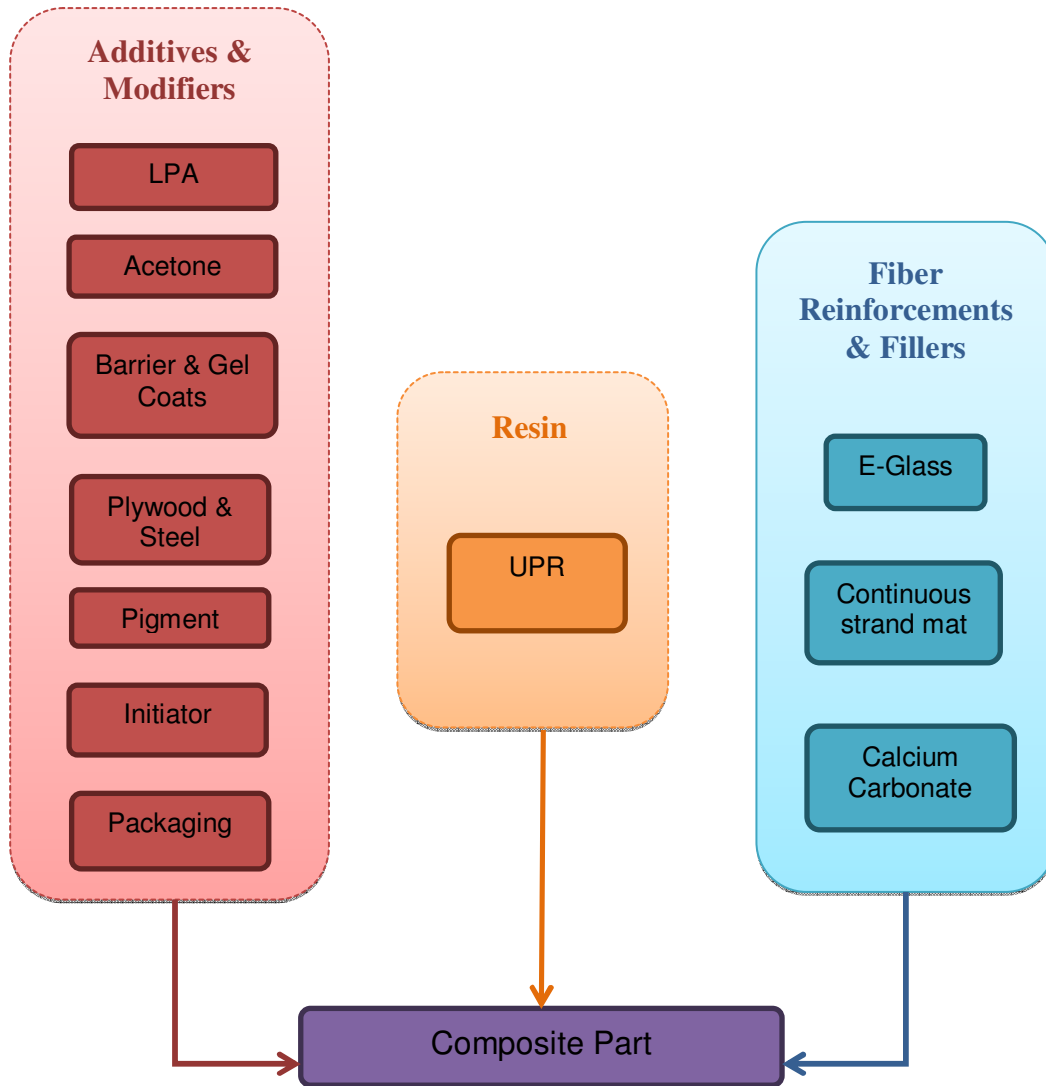 Additives &
Modifiers
LPA
Acetone
Barrier & Gel
Coats
Plywood &
Steel
Pigment
Initiator
Packaging
Resin
UPR
Fiber
Reinforcements
& Fillers
E-Glass
Continuous
strand mat
Calcium
Carbonate
Composite Part